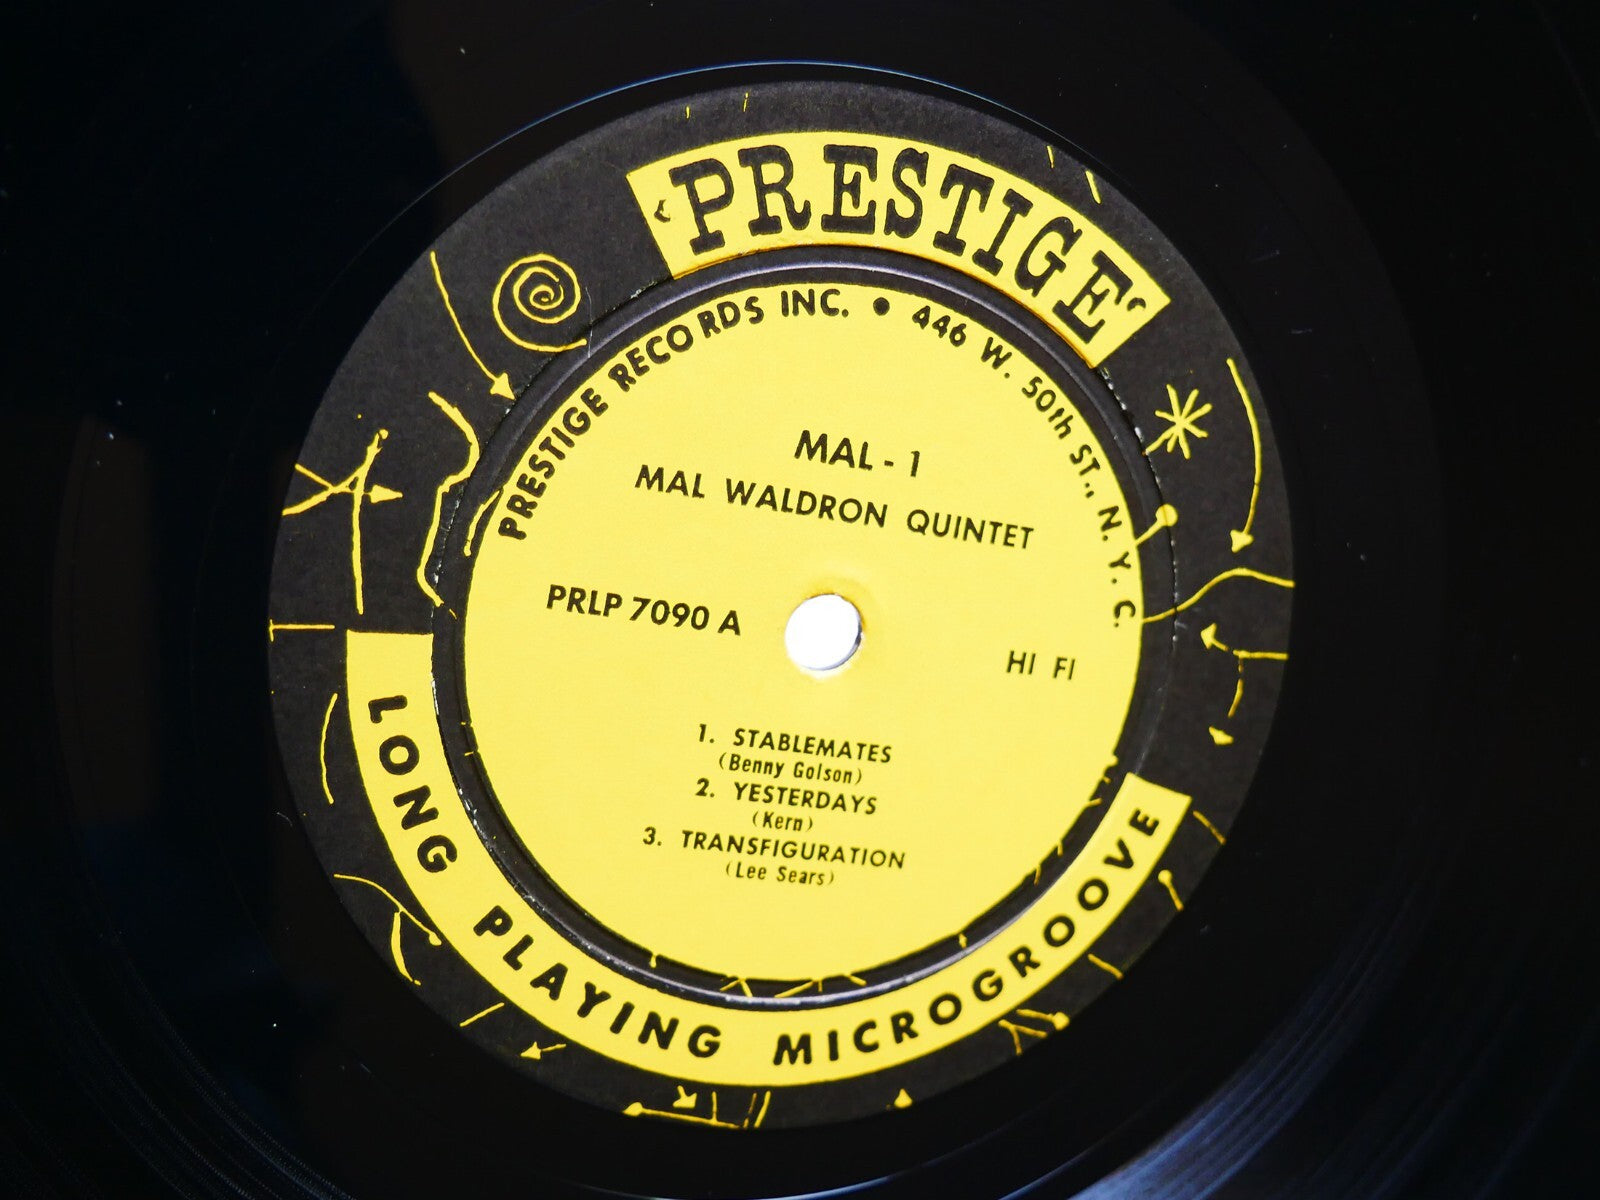 PRESTIGE
PRESTIGE RECORDS INC. • 446 W. 50th ST., N. Y. C.
MAL - 1
MAL WALDRON QUINTET
PRLP 7090 A
HI FI
1. STABLEMATES
(Benny Golson)
2. YESTERDAYS
(Kern)
3. TRANSFIGURATION
(Lee Sears)
LONG PLAYING MICROGROOVE